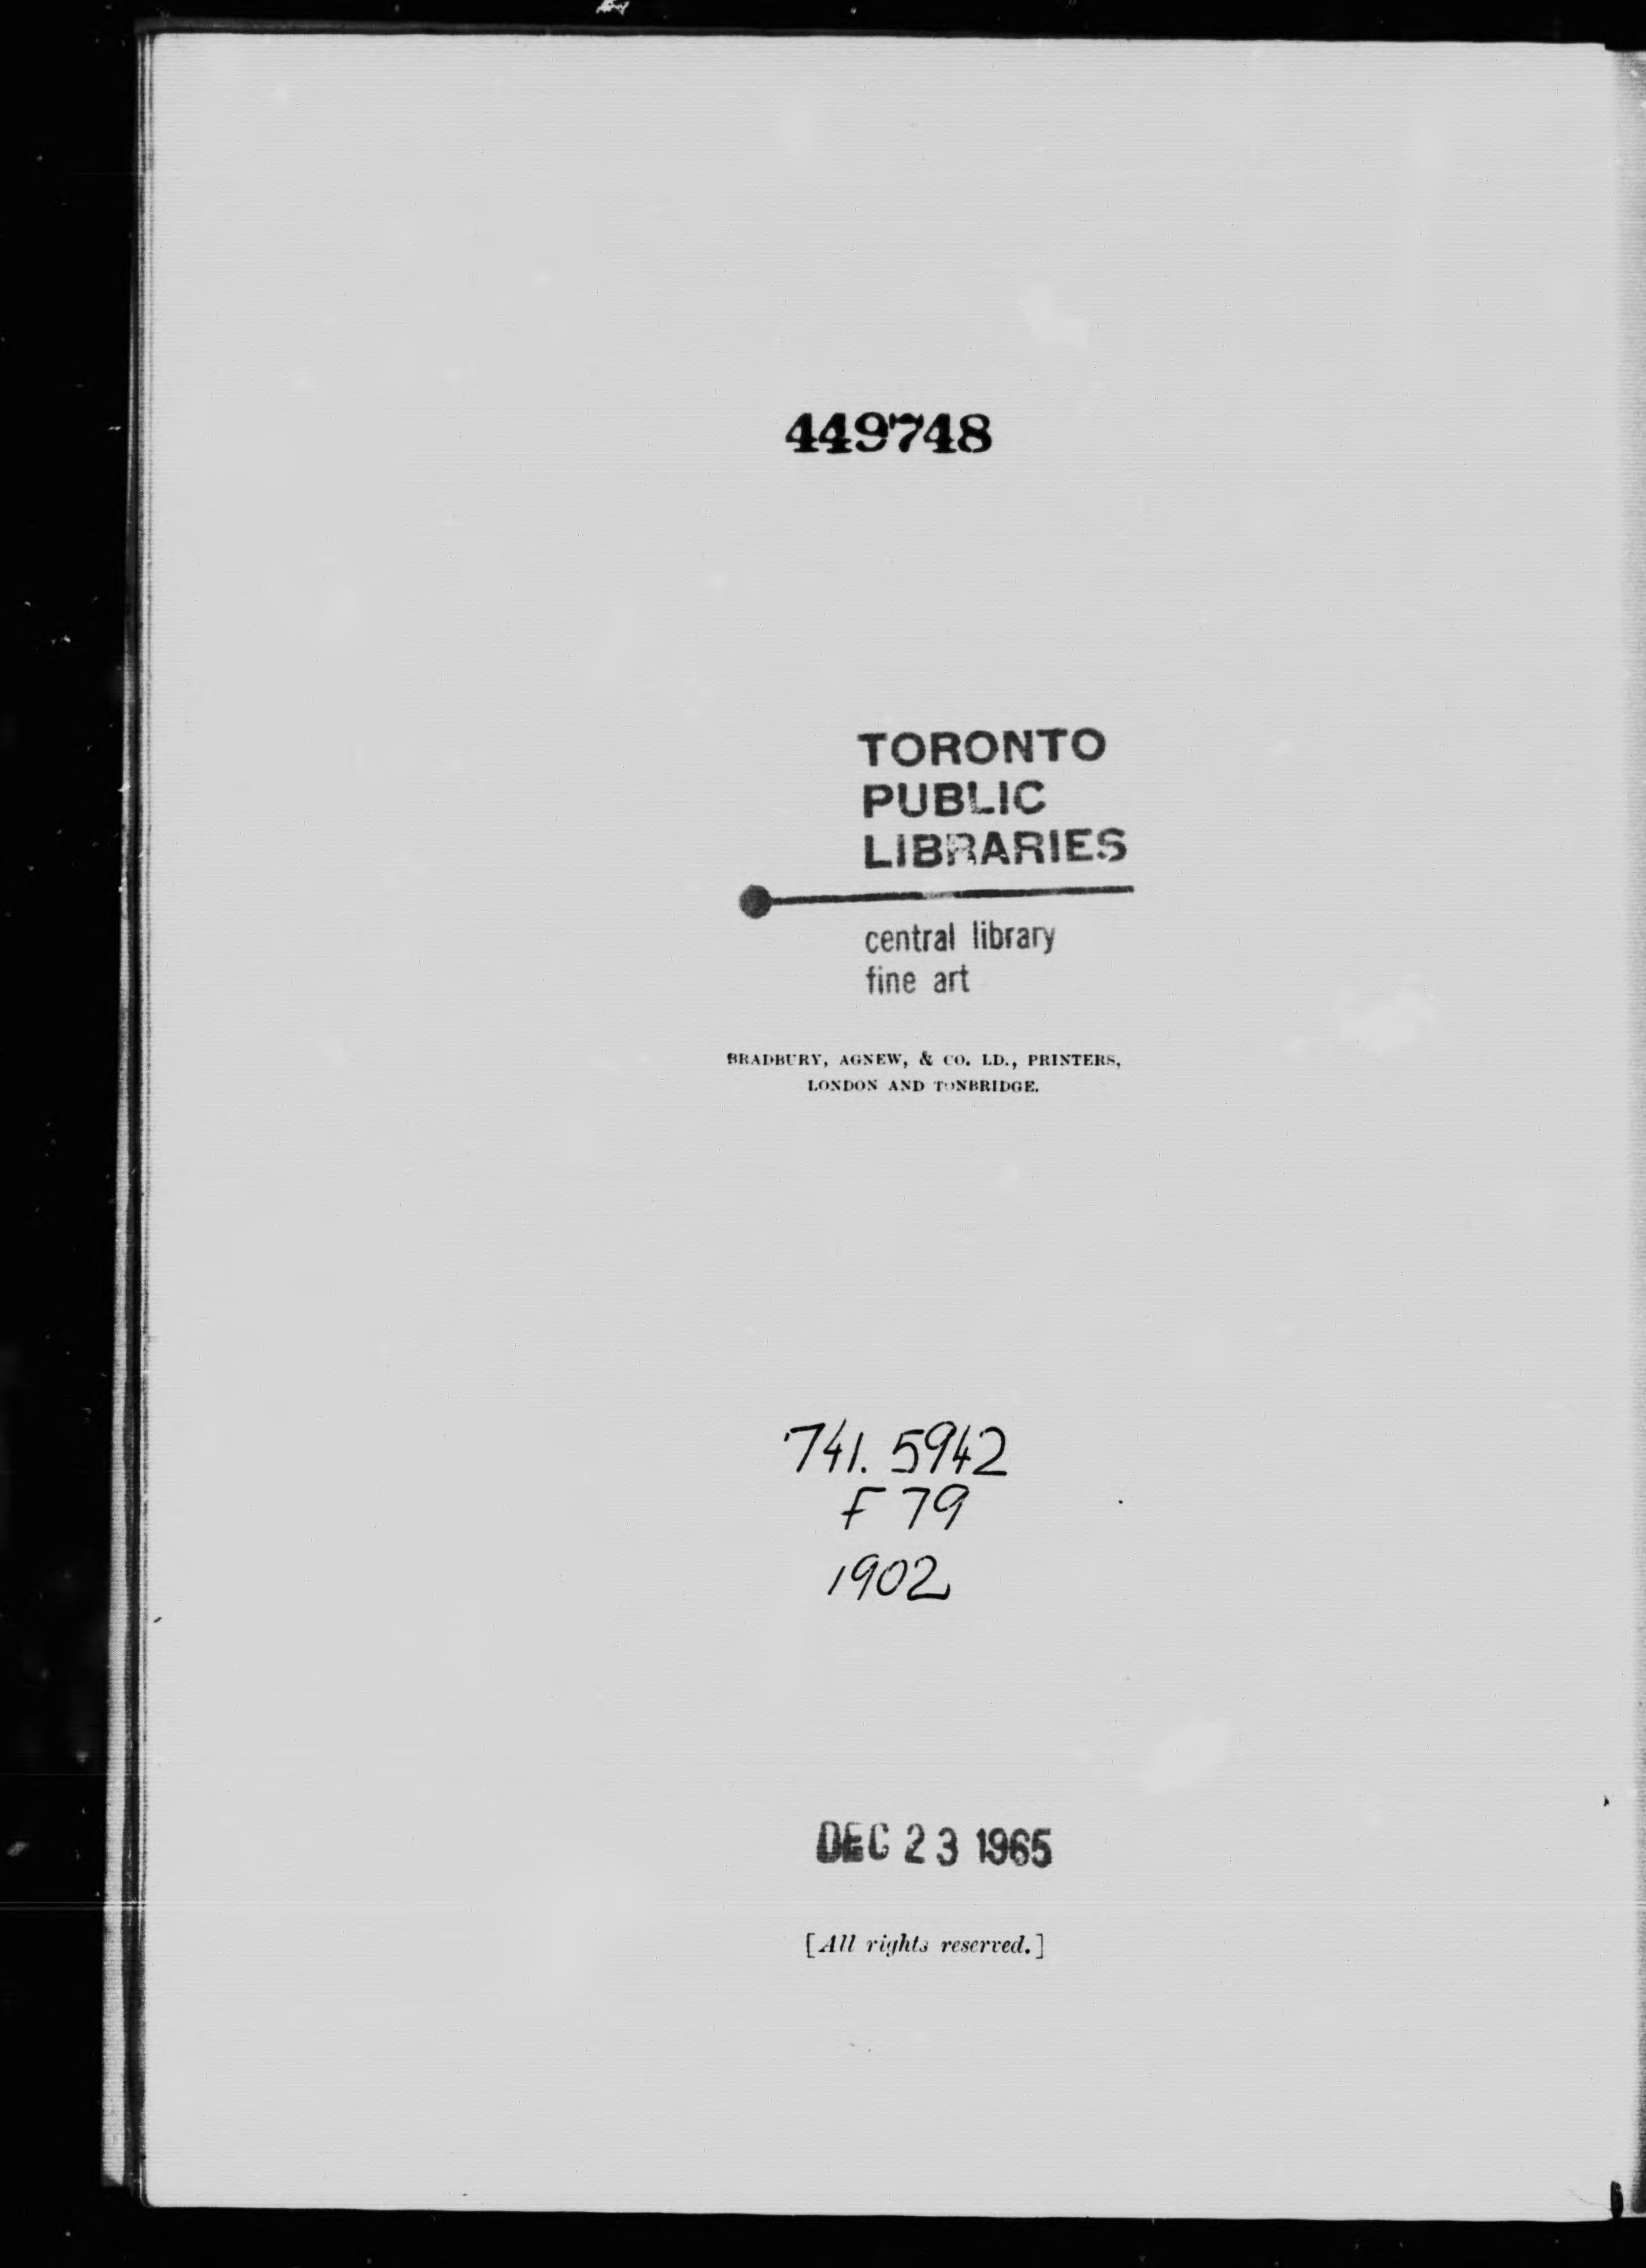 449748
TORONTO
PUBLIC
LIBRARIES
central library
fine art
BRADBURY, AGNEW, & CO. LD., PRINTERS,
LONDON AND TONBRIDGE.
741.5942
F79
1902
DEC 23 1965
[All rights reserved.]